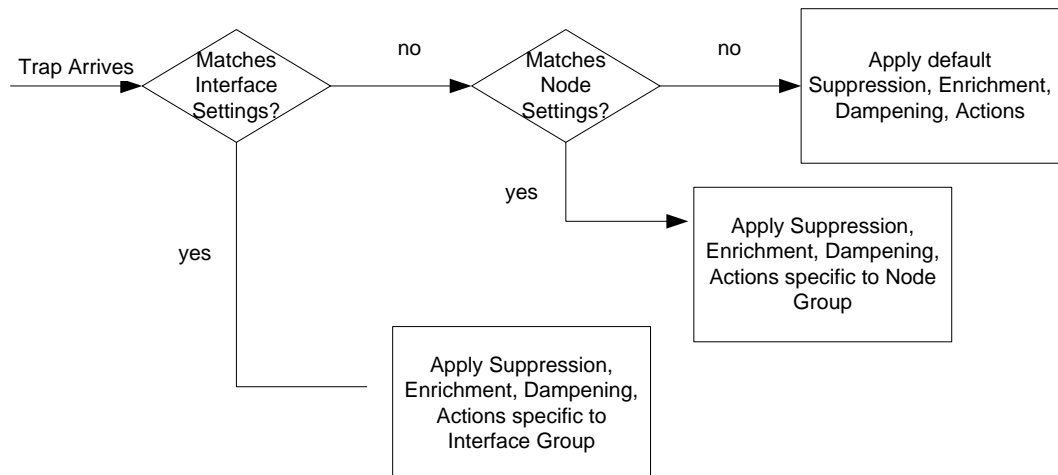 Trap Arrives
Matches
Interface
Settings?
no
Matches
Node
Settings?
no
Apply default
Suppression, Enrichment,
Dampening, Actions
yes
Apply Suppression,
Enrichment, Dampening,
Actions specific to Node
Group
yes
Apply Suppression,
Enrichment, Dampening,
Actions specific to
Interface Group